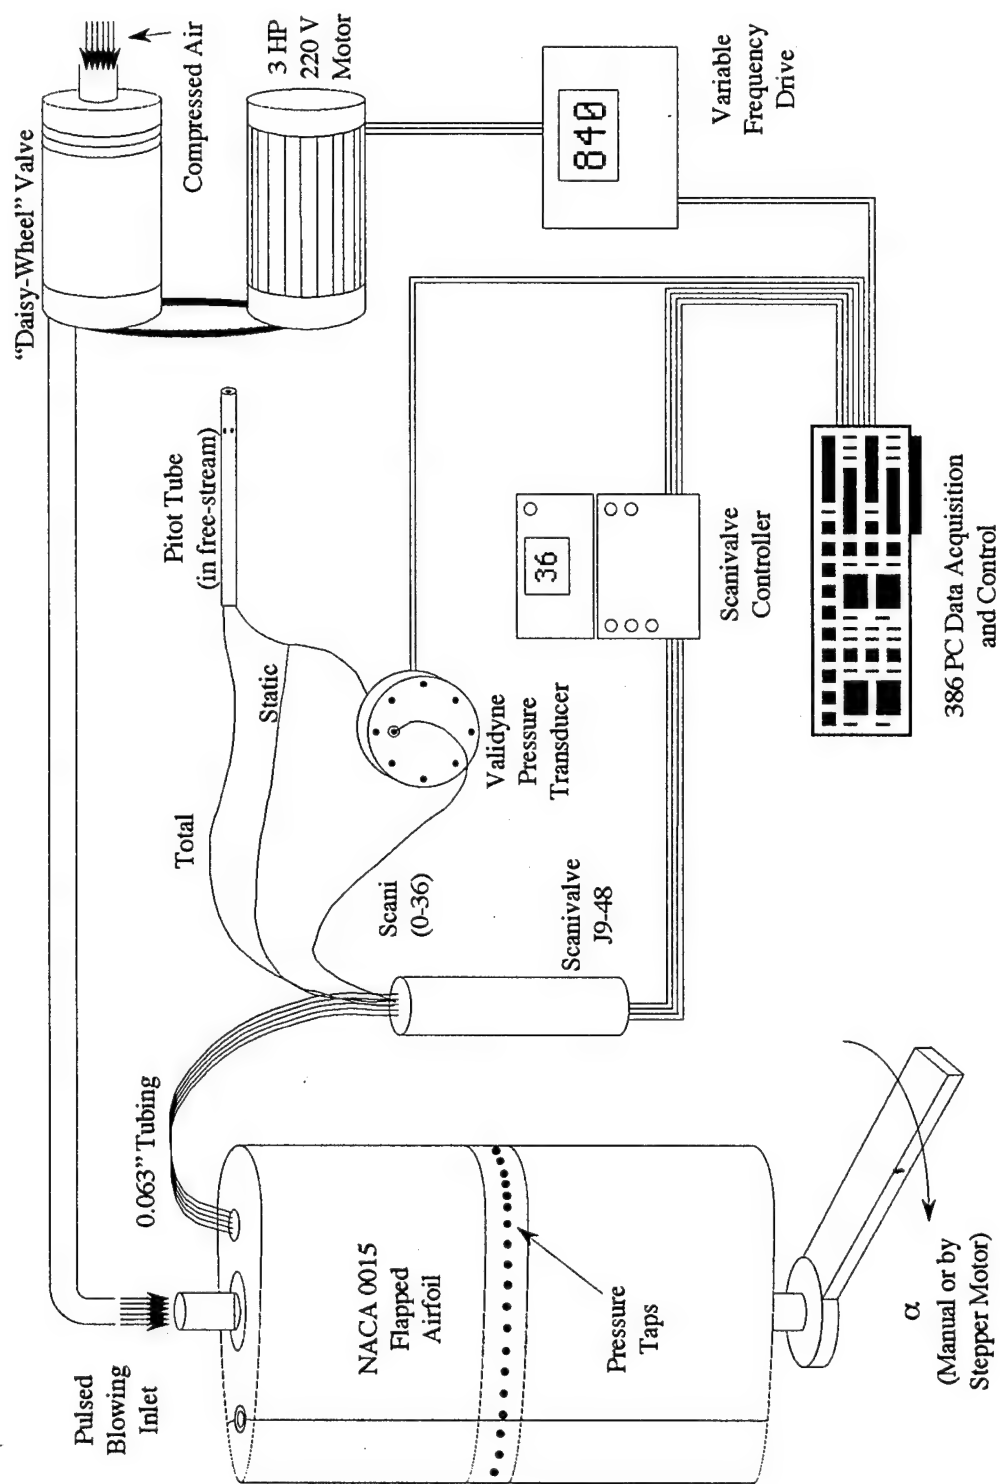 Pulsed
Blowing
Inlet
0.063” Tubing
Total
Static
Pitot Tube
(in free-stream)
“Daisy-Wheel” Valve
Compressed Air
3 HP
220 V
Motor
NACA 0015
Flapped
Airfoil
Pressure
Taps
Scani
(0-36)
Validyne
Pressure
Transducer
Scanivalve
J9-48
36
Scanivalve
Controller
840
Variable
Frequency
Drive
α
(Manual or by
Stepper Motor)
386 PC Data Acquisition
and Control